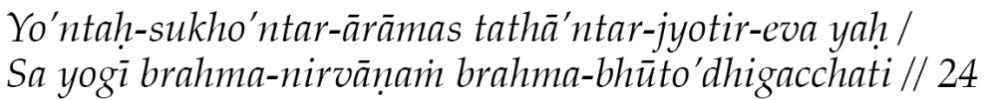 Yo’ntaḥ-sukho’ntar-ārāmas tathā’ntar-jyotir-eva yaḥ /
Sa yogī brahma-nirvāṇaṁ brahma-bhūto’dhigacchati // 24